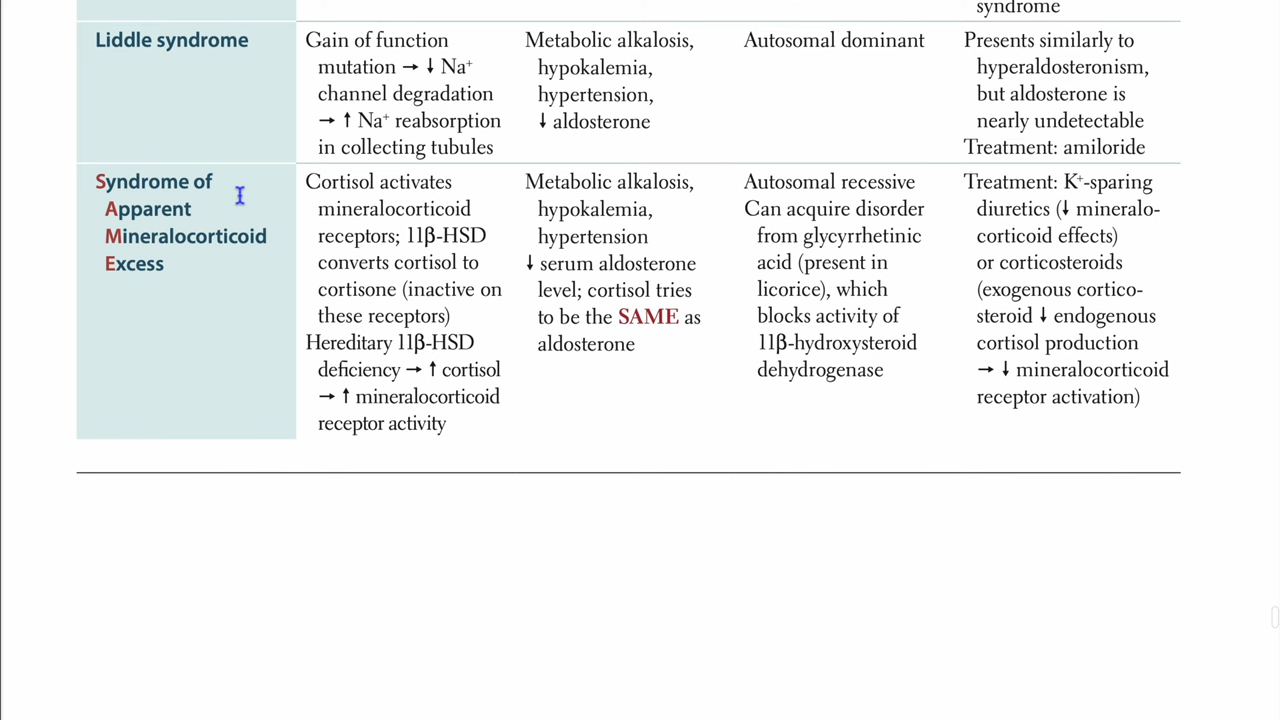 syndrome
Liddle syndrome
Gain of function
mutation → ↓ Na⁺
channel degradation
→ ↑ Na⁺ reabsorption
in collecting tubules
Metabolic alkalosis,
hypokalemia,
hypertension,
↓ aldosterone
Autosomal dominant
Presents similarly to
hyperaldosteronism,
but aldosterone is
nearly undetectable
Treatment: amiloride
Syndrome of
Apparent
Mineralocorticoid
Excess
Cortisol activates
mineralocorticoid
receptors; 11β-HSD
converts cortisol to
cortisone (inactive on
these receptors)
Hereditary 11β-HSD
deficiency → ↑ cortisol
→ ↑ mineralocorticoid
receptor activity
Metabolic alkalosis,
hypokalemia,
hypertension
↓ serum aldosterone
level; cortisol tries
to be the SAME as
aldosterone
Autosomal recessive
Can acquire disorder
from glycyrrhetinic
acid (present in
licorice), which
blocks activity of
11β-hydroxysteroid
dehydrogenase
Treatment: K⁺-sparing
diuretics (↓ mineralo-
corticoid effects)
or corticosteroids
(exogenous cortico-
steroid ↓ endogenous
cortisol production
→ ↓ mineralocorticoid
receptor activation)